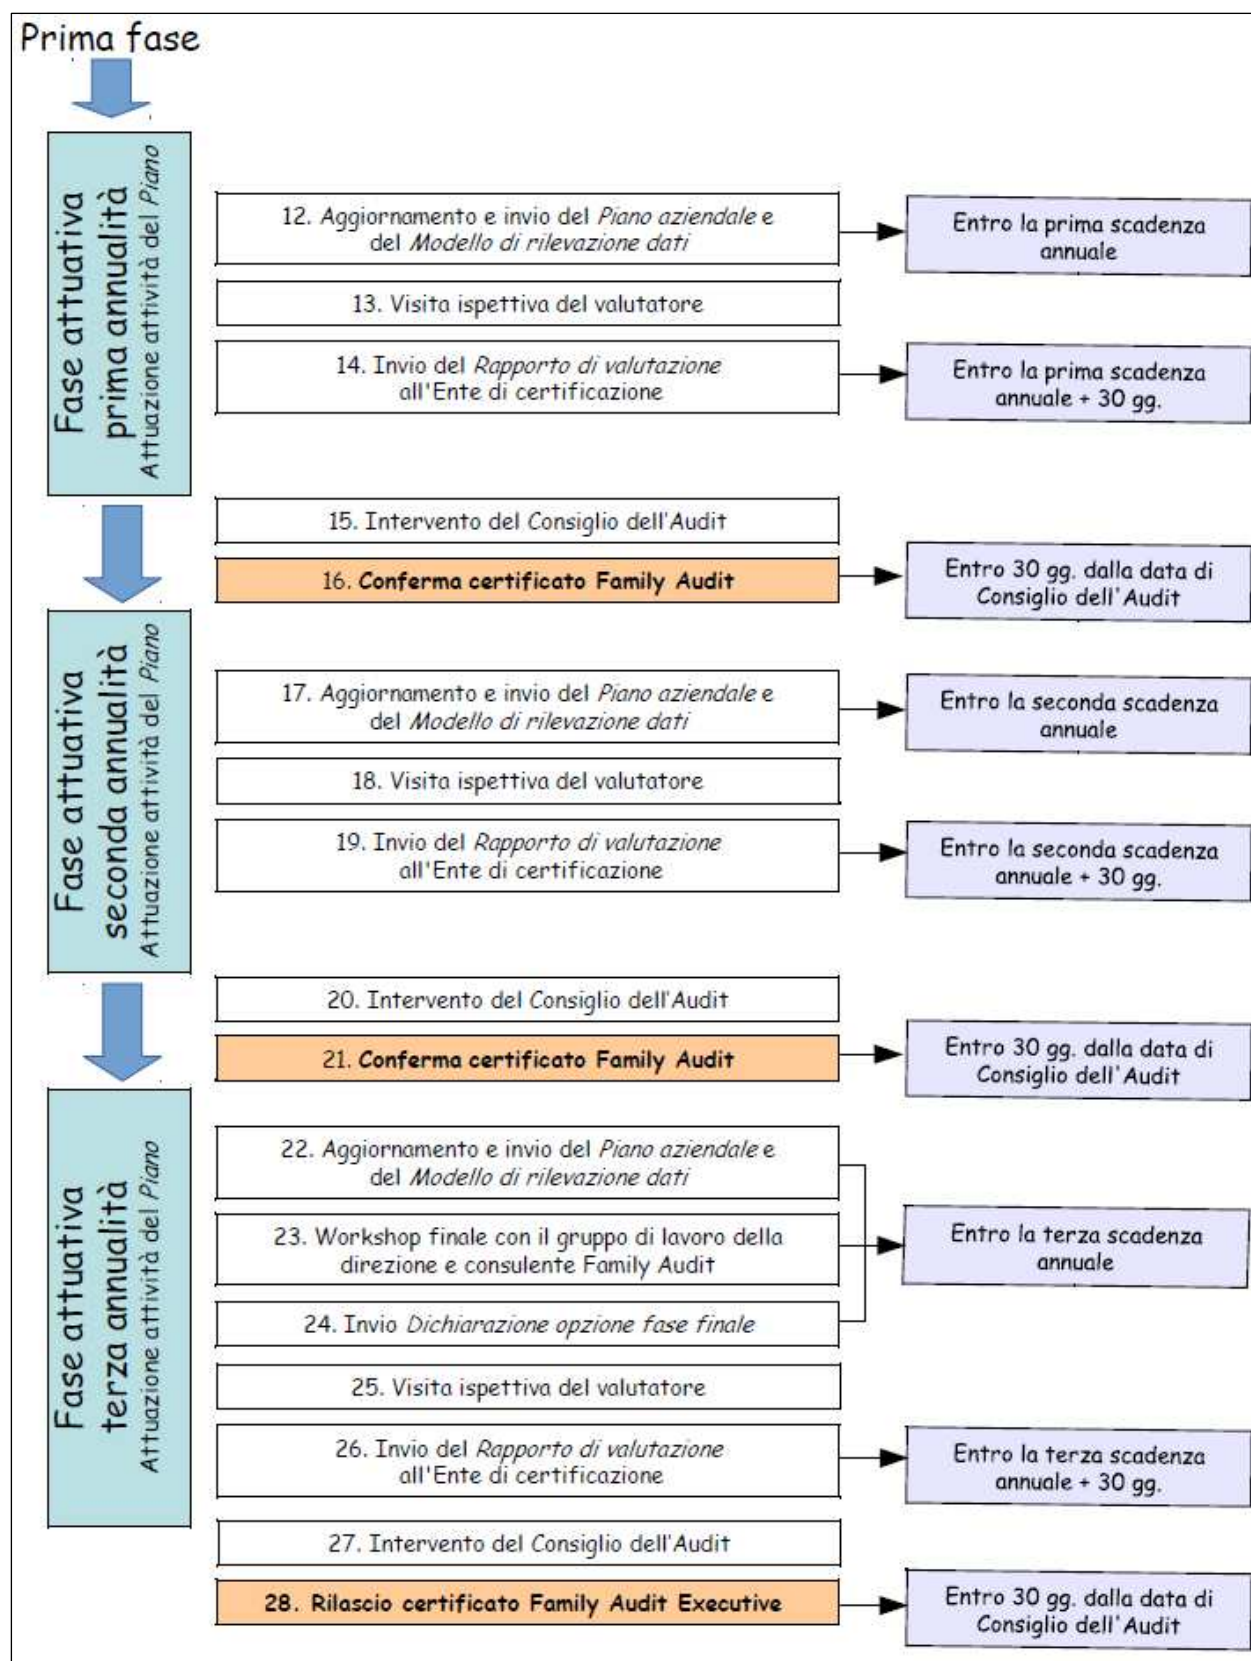 Prima fase
Fase attuativa
prima annualità
Attuazione attività del Piano
12. Aggiornamento e invio del Piano aziendale e
del Modello di rilevazione dati
Entro la prima scadenza
annuale
13. Visita ispettiva del valutatore
14. Invio del Rapporto di valutazione
all'Ente di certificazione
Entro la prima scadenza
annuale + 30 gg.
15. Intervento del Consiglio dell'Audit
16. Conferma certificato Family Audit
Entro 30 gg. dalla data di
Consiglio dell'Audit
Fase attuativa
seconda annualità
Attuazione attività del Piano
17. Aggiornamento e invio del Piano aziendale e
del Modello di rilevazione dati
Entro la seconda scadenza
annuale
18. Visita ispettiva del valutatore
19. Invio del Rapporto di valutazione
all'Ente di certificazione
Entro la seconda scadenza
annuale + 30 gg.
20. Intervento del Consiglio dell'Audit
21. Conferma certificato Family Audit
Entro 30 gg. dalla data di
Consiglio dell'Audit
Fase attuativa
terza annualità
Attuazione attività del Piano
22. Aggiornamento e invio del Piano aziendale e
del Modello di rilevazione dati
23. Workshop finale con il gruppo di lavoro della
direzione e consulente Family Audit
Entro la terza scadenza
annuale
24. Invio Dichiarazione opzione fase finale
25. Visita ispettiva del valutatore
26. Invio del Rapporto di valutazione
all'Ente di certificazione
Entro la terza scadenza
annuale + 30 gg.
27. Intervento del Consiglio dell'Audit
28. Rilascio certificato Family Audit Executive
Entro 30 gg. dalla data di
Consiglio dell'Audit